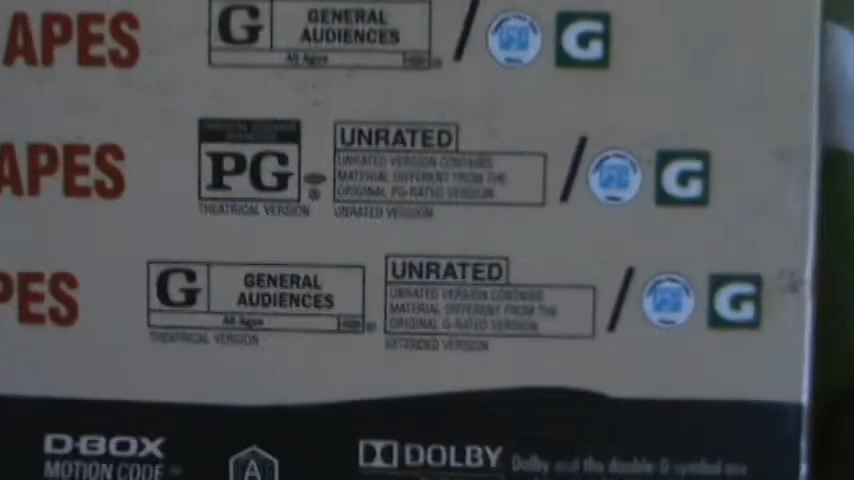 APES
G
GENERAL
AUDIENCES
All Ages
/
G
APES
PG
UNRATED
UNRATED VERSION CONTAINS
MATERIAL DIFFERENT FROM THE
ORIGINAL PG-RATED VERSION
THEATRICAL VERSION
UNRATED VERSION
/
G
PES
G
GENERAL
AUDIENCES
All Ages
THEATRICAL VERSION
UNRATED
UNRATED VERSION CONTAINS
MATERIAL DIFFERENT FROM THE
ORIGINAL G-RATED VERSION
EXTENDED VERSION
/
G
D-BOX
MOTION CODE
A
DOLBY
Dolby and the double-D symbol are